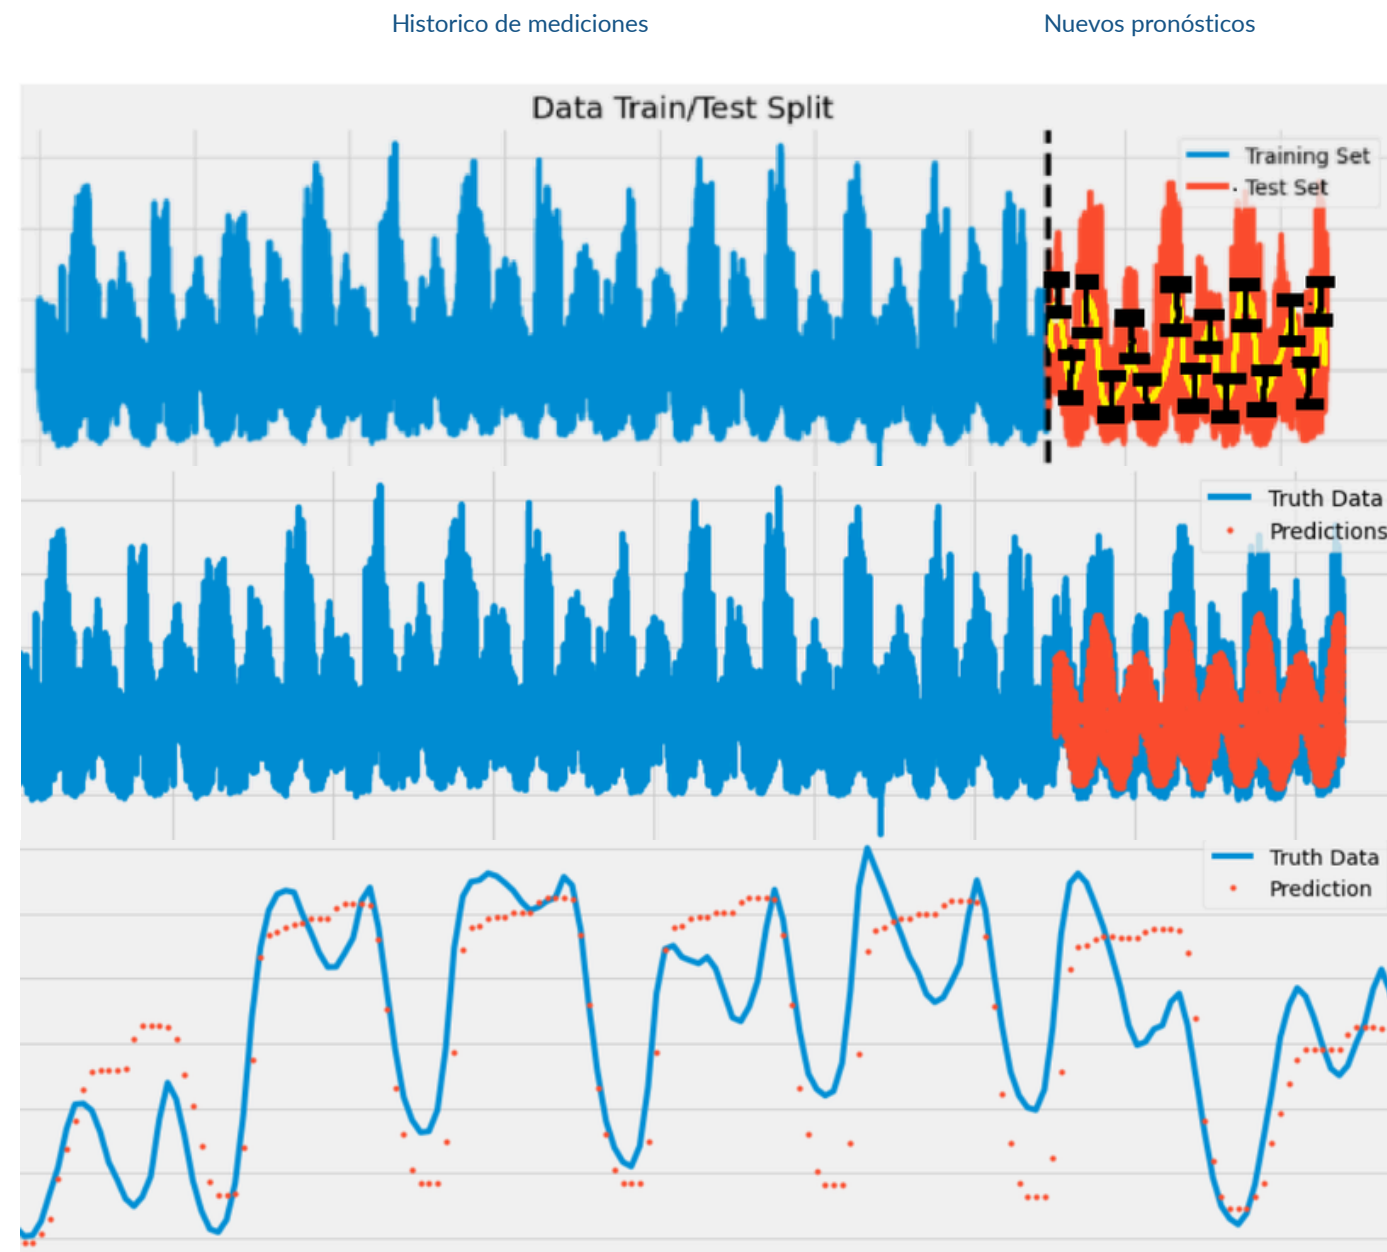 Historico de mediciones
Nuevos pronósticos
Data Train/Test Split
Training Set
Test Set
Truth Data
Predictions
Truth Data
Prediction